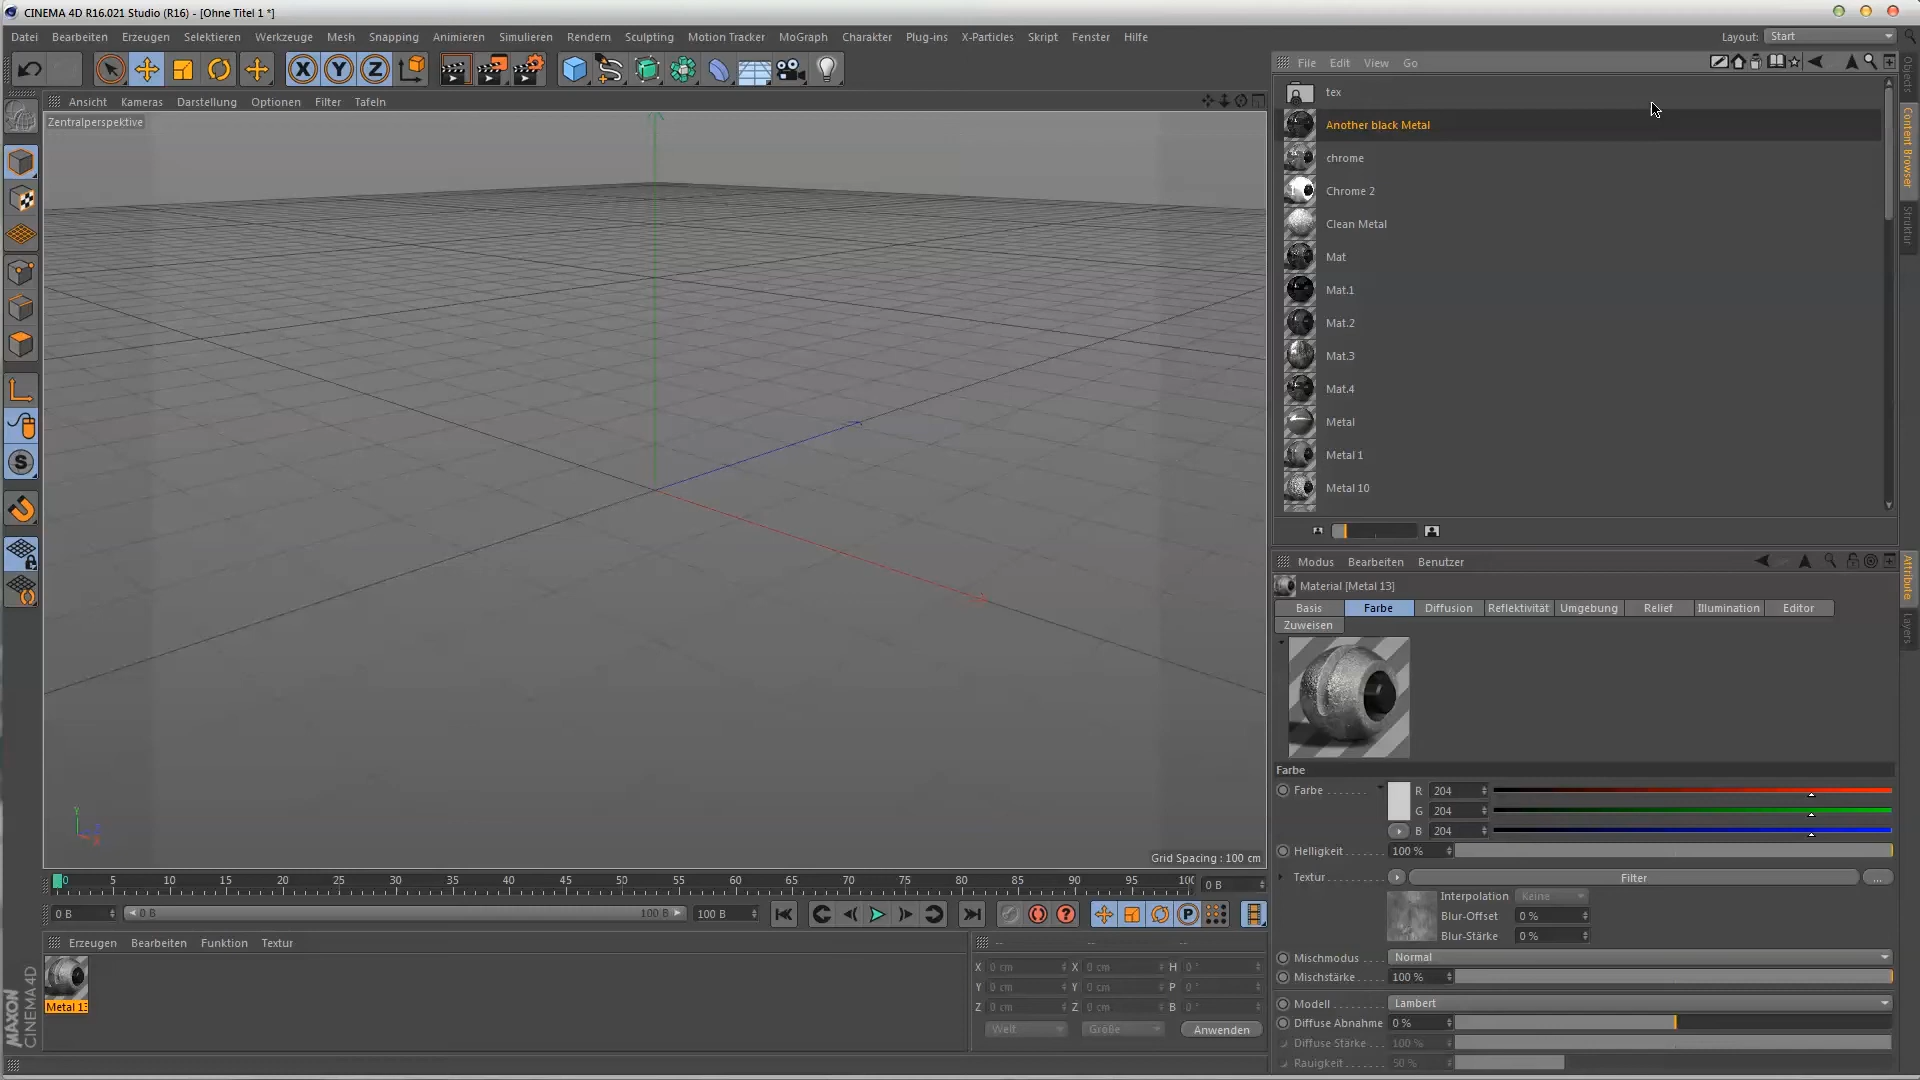 CINEMA 4D R16.021 Studio (R16) - [Ohne Titel 1 *]
Datei Bearbeiten Erzeugen Selektieren Werkzeuge Mesh Snapping Animieren Simulieren Rendern Sculpting Motion Tracker MoGraph Charakter Plug-ins X-Particles Skript Fenster Hilfe Layout: Start
X Y Z
File Edit View Go
Objects
Content Browser
Struktur
Ansicht Kameras Darstellung Optionen Filter Tafeln
Zentralperspektive
tex
Another black Metal
chrome
Chrome 2
Clean Metal
Mat
Mat.1
Mat.2
Mat.3
Mat.4
Metal
Metal 1
Metal 10
S
Modus Bearbeiten Benutzer
Attribute
Layers
Material [Metal 13]
Basis Farbe Diffusion Reflektivität Umgebung Relief Illumination Editor
Zuweisen
Farbe
Farbe R 204
G 204
B 204
Helligkeit 100 %
Textur Filter ...
Interpolation Keine
Blur-Offset 0 %
Blur-Stärke 0 %
Mischmodus Normal
Mischstärke 100 %
Modell Lambert
Diffuse Abnahme 0 %
Diffuse Stärke 100 %
Rauigkeit 50 %
Y
Z
X
Grid Spacing : 100 cm
0 5 10 15 20 25 30 35 40 45 50 55 60 65 70 75 80 85 90 95 100 0 B
0 B 0 B 100 B 100 B ? P
Erzeugen Bearbeiten Funktion Textur
Metal 13
-- -- --
X 0 cm X 0 cm H 0 °
Y 0 cm Y 0 cm P 0 °
Z 0 cm Z 0 cm B 0 °
Welt Größe Anwenden
MAXON
CINEMA 4D